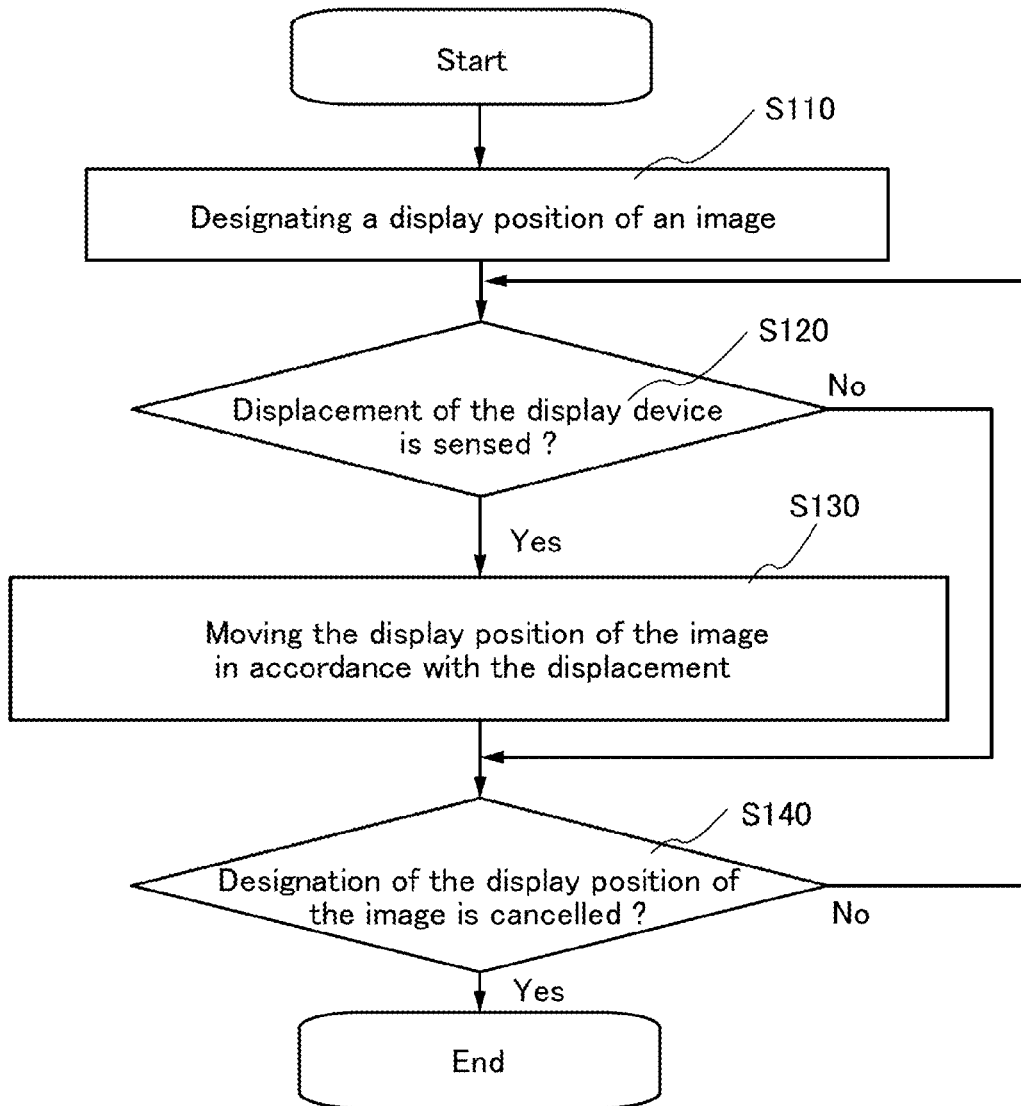 Start
S110
Designating a display position of an image
S120
No
Displacement of the display device
is sensed ?
Yes
S130
Moving the display position of the image
in accordance with the displacement
S140
Designation of the display position of
the image is cancelled ?
No
Yes
End